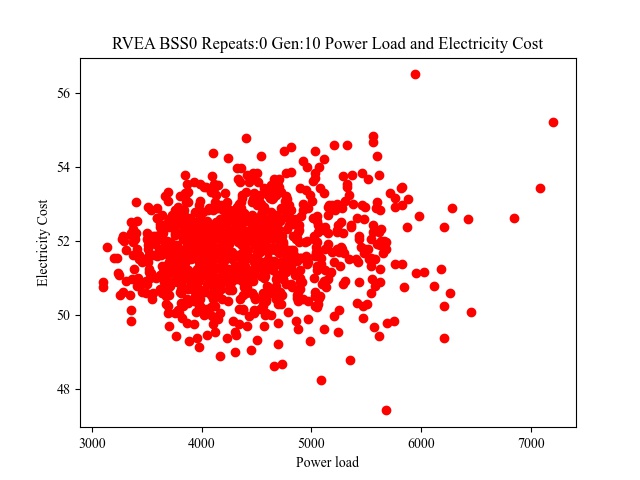 RVEA BSS0 Repeats:0 Gen:10 Power Load and Electricity Cost
Electricity Cost
56
54
52
50
48
3000 4000 5000 6000 7000
Power load